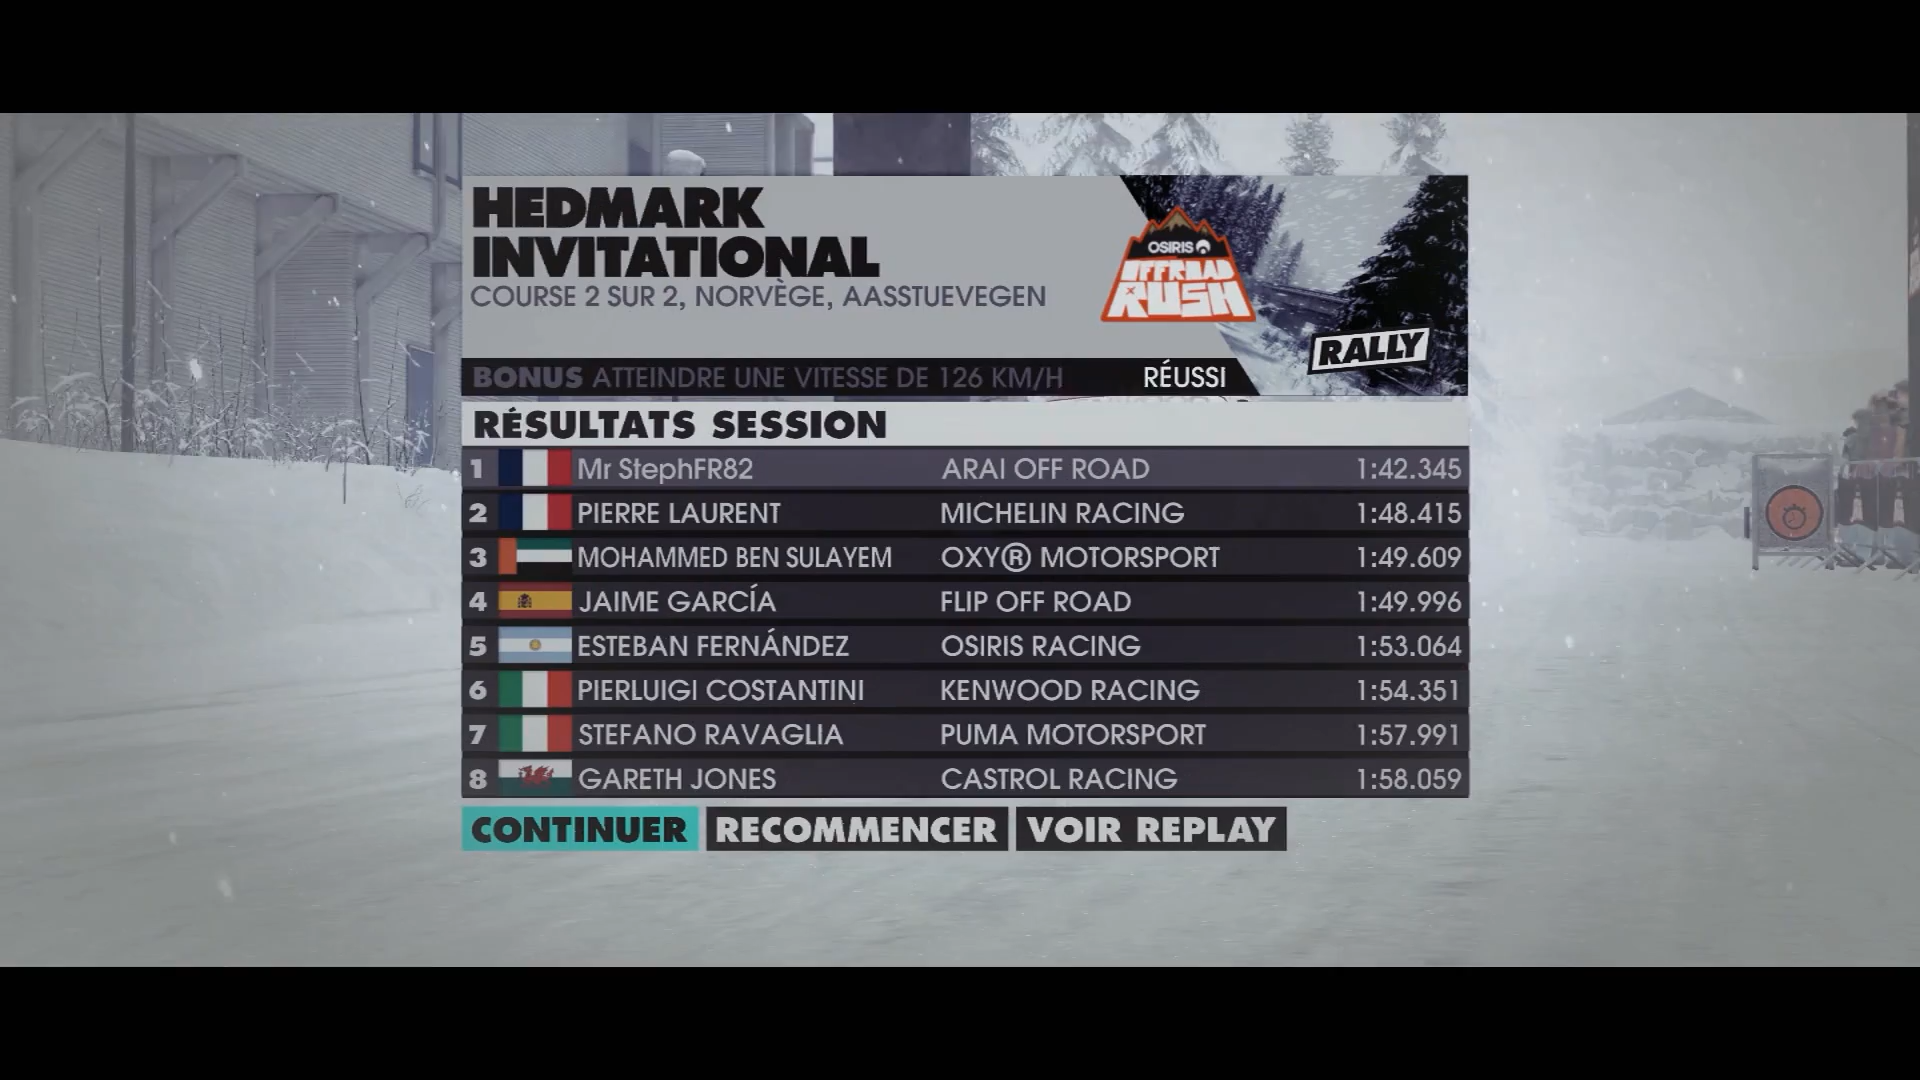 HEDMARK
INVITATIONAL
COURSE 2 SUR 2, NORVÈGE, AASSTUEVEGEN
OSIRIS
OFFROAD
RUSH
RALLY
BONUS ATTEINDRE UNE VITESSE DE 126 KM/H RÉUSSI
RÉSULTATS SESSION
1 Mr StephFR82 ARAI OFF ROAD 1:42.345
2 PIERRE LAURENT MICHELIN RACING 1:48.415
3 MOHAMMED BEN SULAYEM OXY® MOTORSPORT 1:49.609
4 JAIME GARCÍA FLIP OFF ROAD 1:49.996
5 ESTEBAN FERNÁNDEZ OSIRIS RACING 1:53.064
6 PIERLUIGI COSTANTINI KENWOOD RACING 1:54.351
7 STEFANO RAVAGLIA PUMA MOTORSPORT 1:57.991
8 GARETH JONES CASTROL RACING 1:58.059
CONTINUER RECOMMENCER VOIR REPLAY